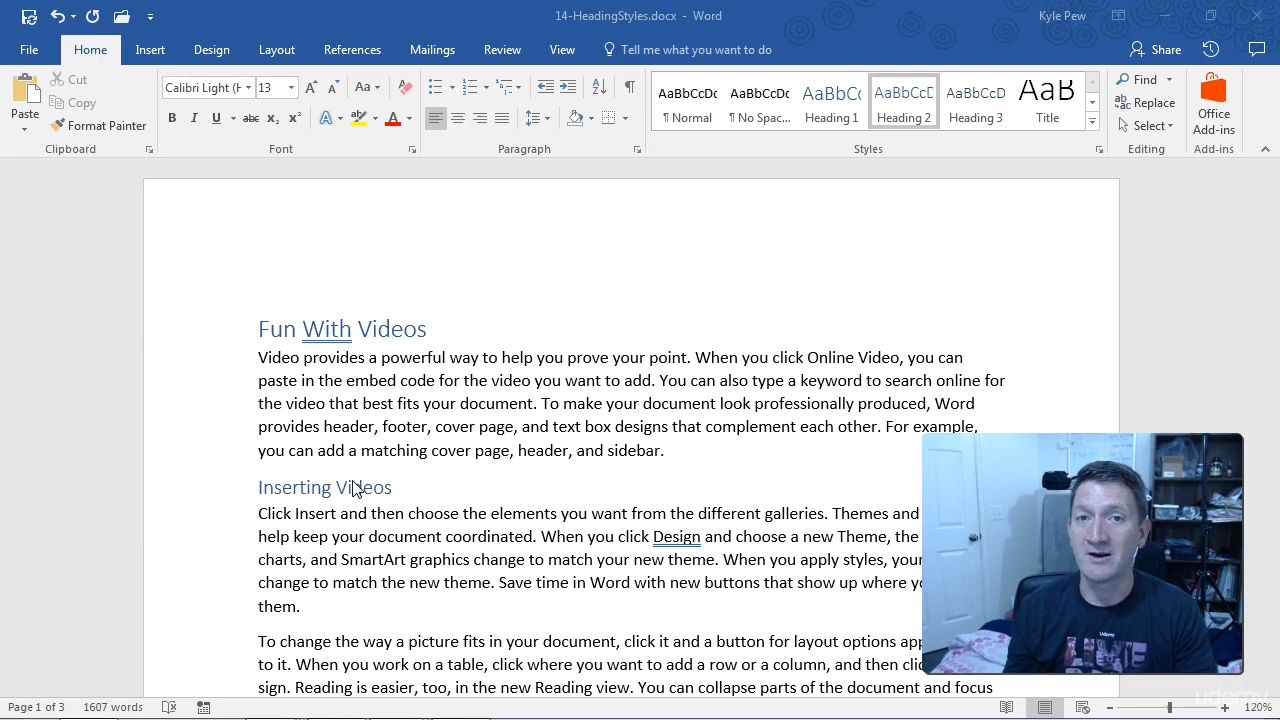 14-HeadingStyles.docx - Word
Kyle Pew
File Home Insert Design Layout References Mailings Review View Tell me what you want to do Share
Paste
Cut
Copy
Format Painter
Clipboard
Calibri Light (H 13 Aa
B I U abc x₂ x² A A
Font
Paragraph
AaBbCcDc AaBbCcDc AaBbCc AaBbCcD AaBbCcD AaB
¶ Normal ¶ No Spac... Heading 1 Heading 2 Heading 3 Title
Styles
Find
Replace
Select
Editing
Office
Add-ins
Add-ins
Fun With Videos
Video provides a powerful way to help you prove your point. When you click Online Video, you can
paste in the embed code for the video you want to add. You can also type a keyword to search online for
the video that best fits your document. To make your document look professionally produced, Word
provides header, footer, cover page, and text box designs that complement each other. For example,
you can add a matching cover page, header, and sidebar.
Inserting Videos
Click Insert and then choose the elements you want from the different galleries. Themes and
help keep your document coordinated. When you click Design and choose a new Theme, the
charts, and SmartArt graphics change to match your new theme. When you apply styles, your
change to match the new theme. Save time in Word with new buttons that show up where
them.
To change the way a picture fits in your document, click it and a button for layout options
to it. When you work on a table, click where you want to add a row or a column, and then
sign. Reading is easier, too, in the new Reading view. You can collapse parts of the document and focus
udemy
Page 1 of 3 1607 words 120%